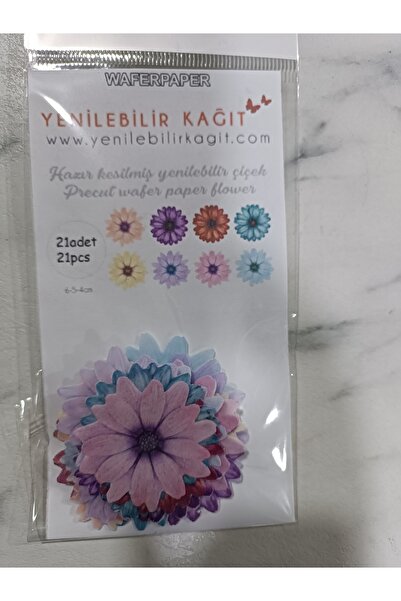 WAFERPAPER
YENİLEBİLİR KAĞIT
www.yenilebilirkagit.com
Hazır kesilmiş yenilebilir çiçek
Precut wafer paper flower
21adet
21pcs
6-5-4cm